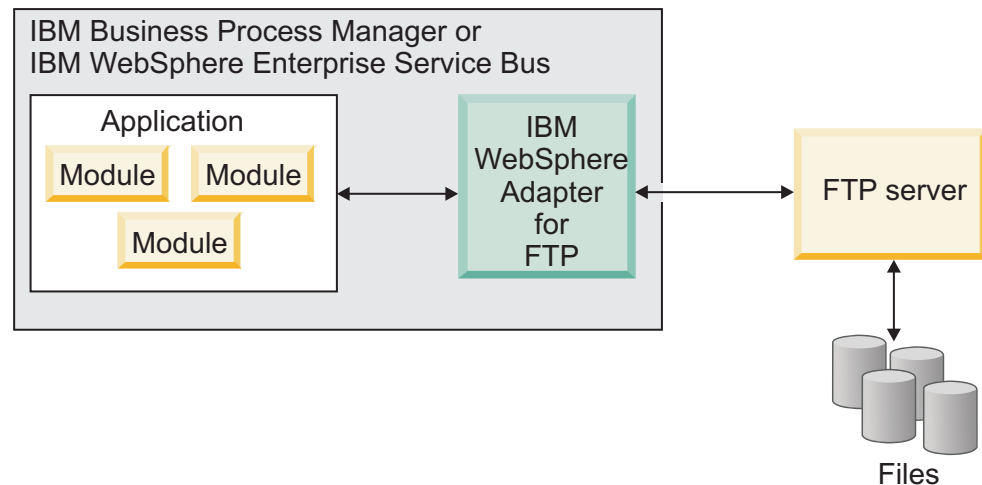 IBM Business Process Manager or
IBM WebSphere Enterprise Service Bus
Application
Module
Module
Module
IBM
WebSphere
Adapter
for
FTP
FTP server
Files